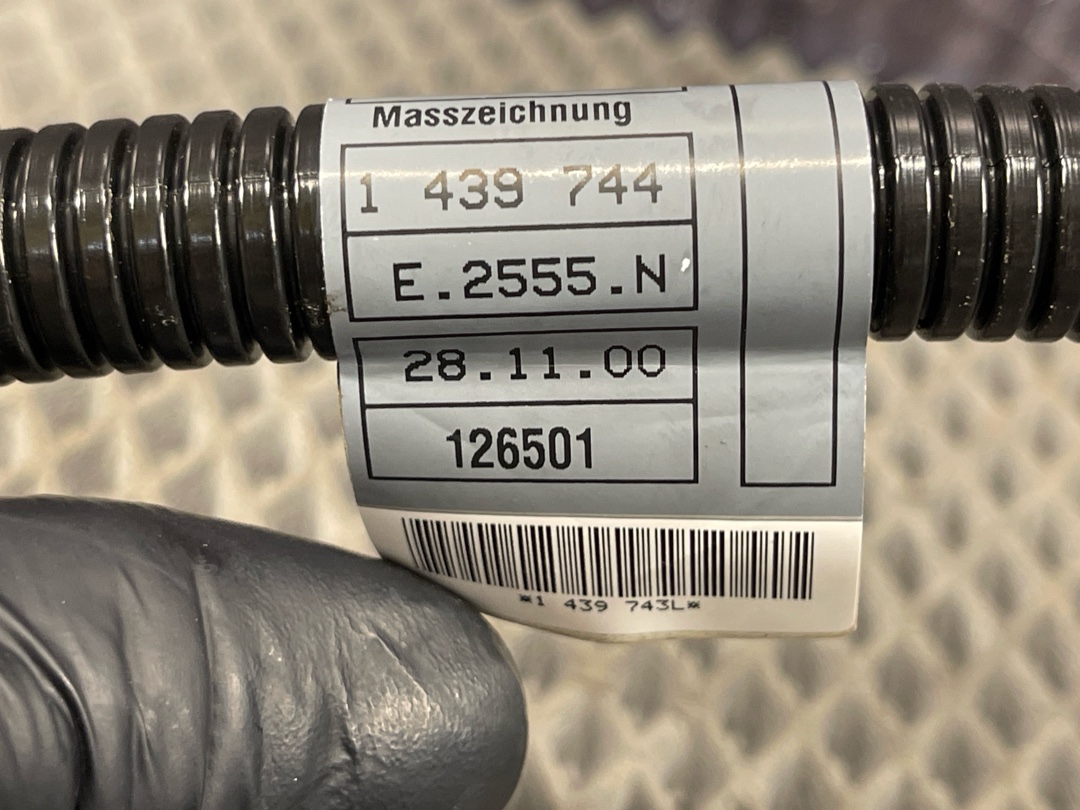 Masszeichnung
1 439 744
E.2555.N
28.11.00
126501
*1 439 743L*